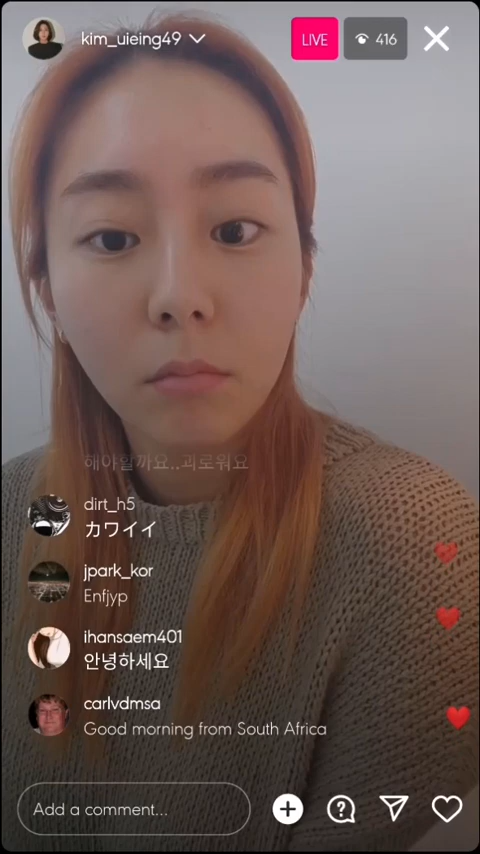 kim_uieing49
LIVE
416
해야할까요..괴로워요
dirt_h5
カワイイ
jpark_kor
Enfjyp
ihansaem401
안녕하세요
carlvdmsa
Good morning from South Africa
Add a comment...